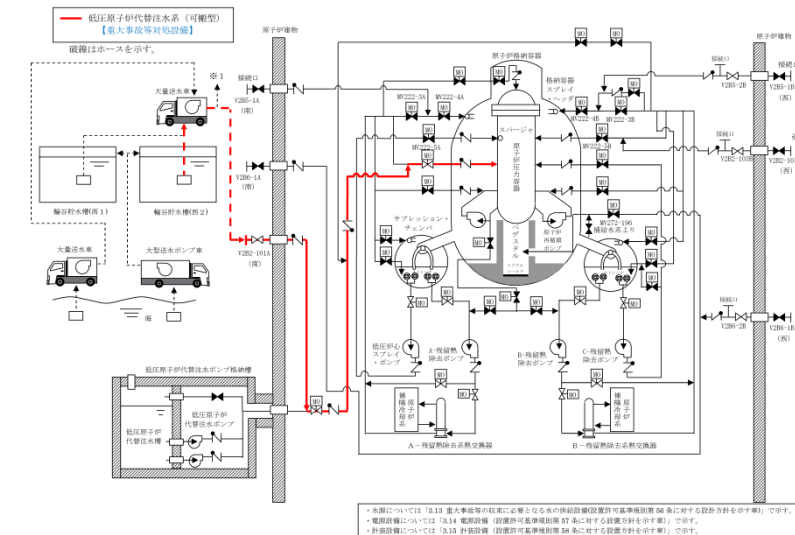 低圧原子炉代替注水系（可搬型）
【重大事故等対処設備】
破線はホースを示す。
原子炉建物
原子炉建物
大量送水車
※1
接続口
V2B5-1A
(南)
V2B6-1A
(南)
V2B2-101A
(南)
輪谷貯水槽(西1)
輪谷貯水槽(西2)
大量送水車
大型送水ポンプ車
海
低圧原子炉代替注水ポンプ格納槽
低圧原子炉
代替注水槽
低圧原子炉
代替注水ポンプ
原子炉格納容器
格納容器
スプレイ
・ヘッダ
MV222-3A
MV222-4A
MV222-5A
MV222-4B
MV222-3B
MV222-5B
スパージャ
原子炉圧力容器
ペデスタル
サプレッション・
チェンバ
原子炉
再循環
ポンプ
MV272-196
補給水系より
低圧炉心
スプレイ
・ポンプ
A-残留熱
除去ポンプ
B-残留熱
除去ポンプ
C-残留熱
除去ポンプ
原子炉
補機冷却系
原子炉
補機冷却系
A－残留熱除去系熱交換器
B－残留熱除去系熱交換器
接続口
V2B5-2B
接続口
V2B5-1B
(西)
接続口
V2B2-103B
(西)
接続口
V2B6-2B
V2B6-1B
(西)
MO
・水源については「3.13 重大事故等の収束に必要となる水の供給設備(設置許可基準規則第56条に対する設計方針を示す章)」で示す。
・電源設備については「3.14 電源設備（設置許可基準規則第57条に対する設置方針を示す章)」で示す。
・計装設備については「3.15 計装設備（設置許可基準規則第58条に対する設置方針を示す章)」で示す。